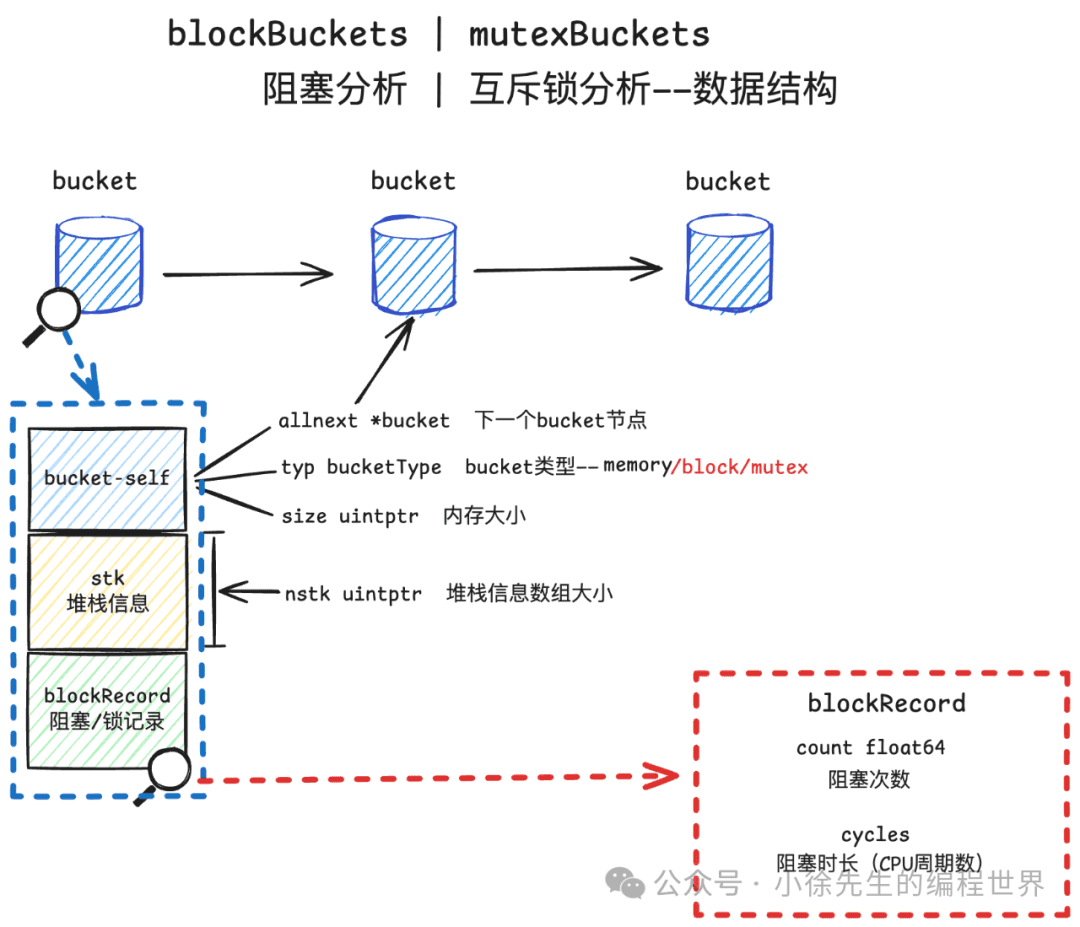 blockBuckets | mutexBuckets
阻塞分析 | 互斥锁分析--数据结构
bucket
bucket
bucket
allnext *bucket 下一个bucket节点
typ bucketType bucket类型--memory/block/mutex
bucket-self
size uintptr 内存大小
stk
堆栈信息
nstk uintptr 堆栈信息数组大小
blockRecord
阻塞/锁记录
blockRecord
count float64
阻塞次数
cycles
阻塞时长（CPU周期数）
公众号 · 小徐先生的编程世界